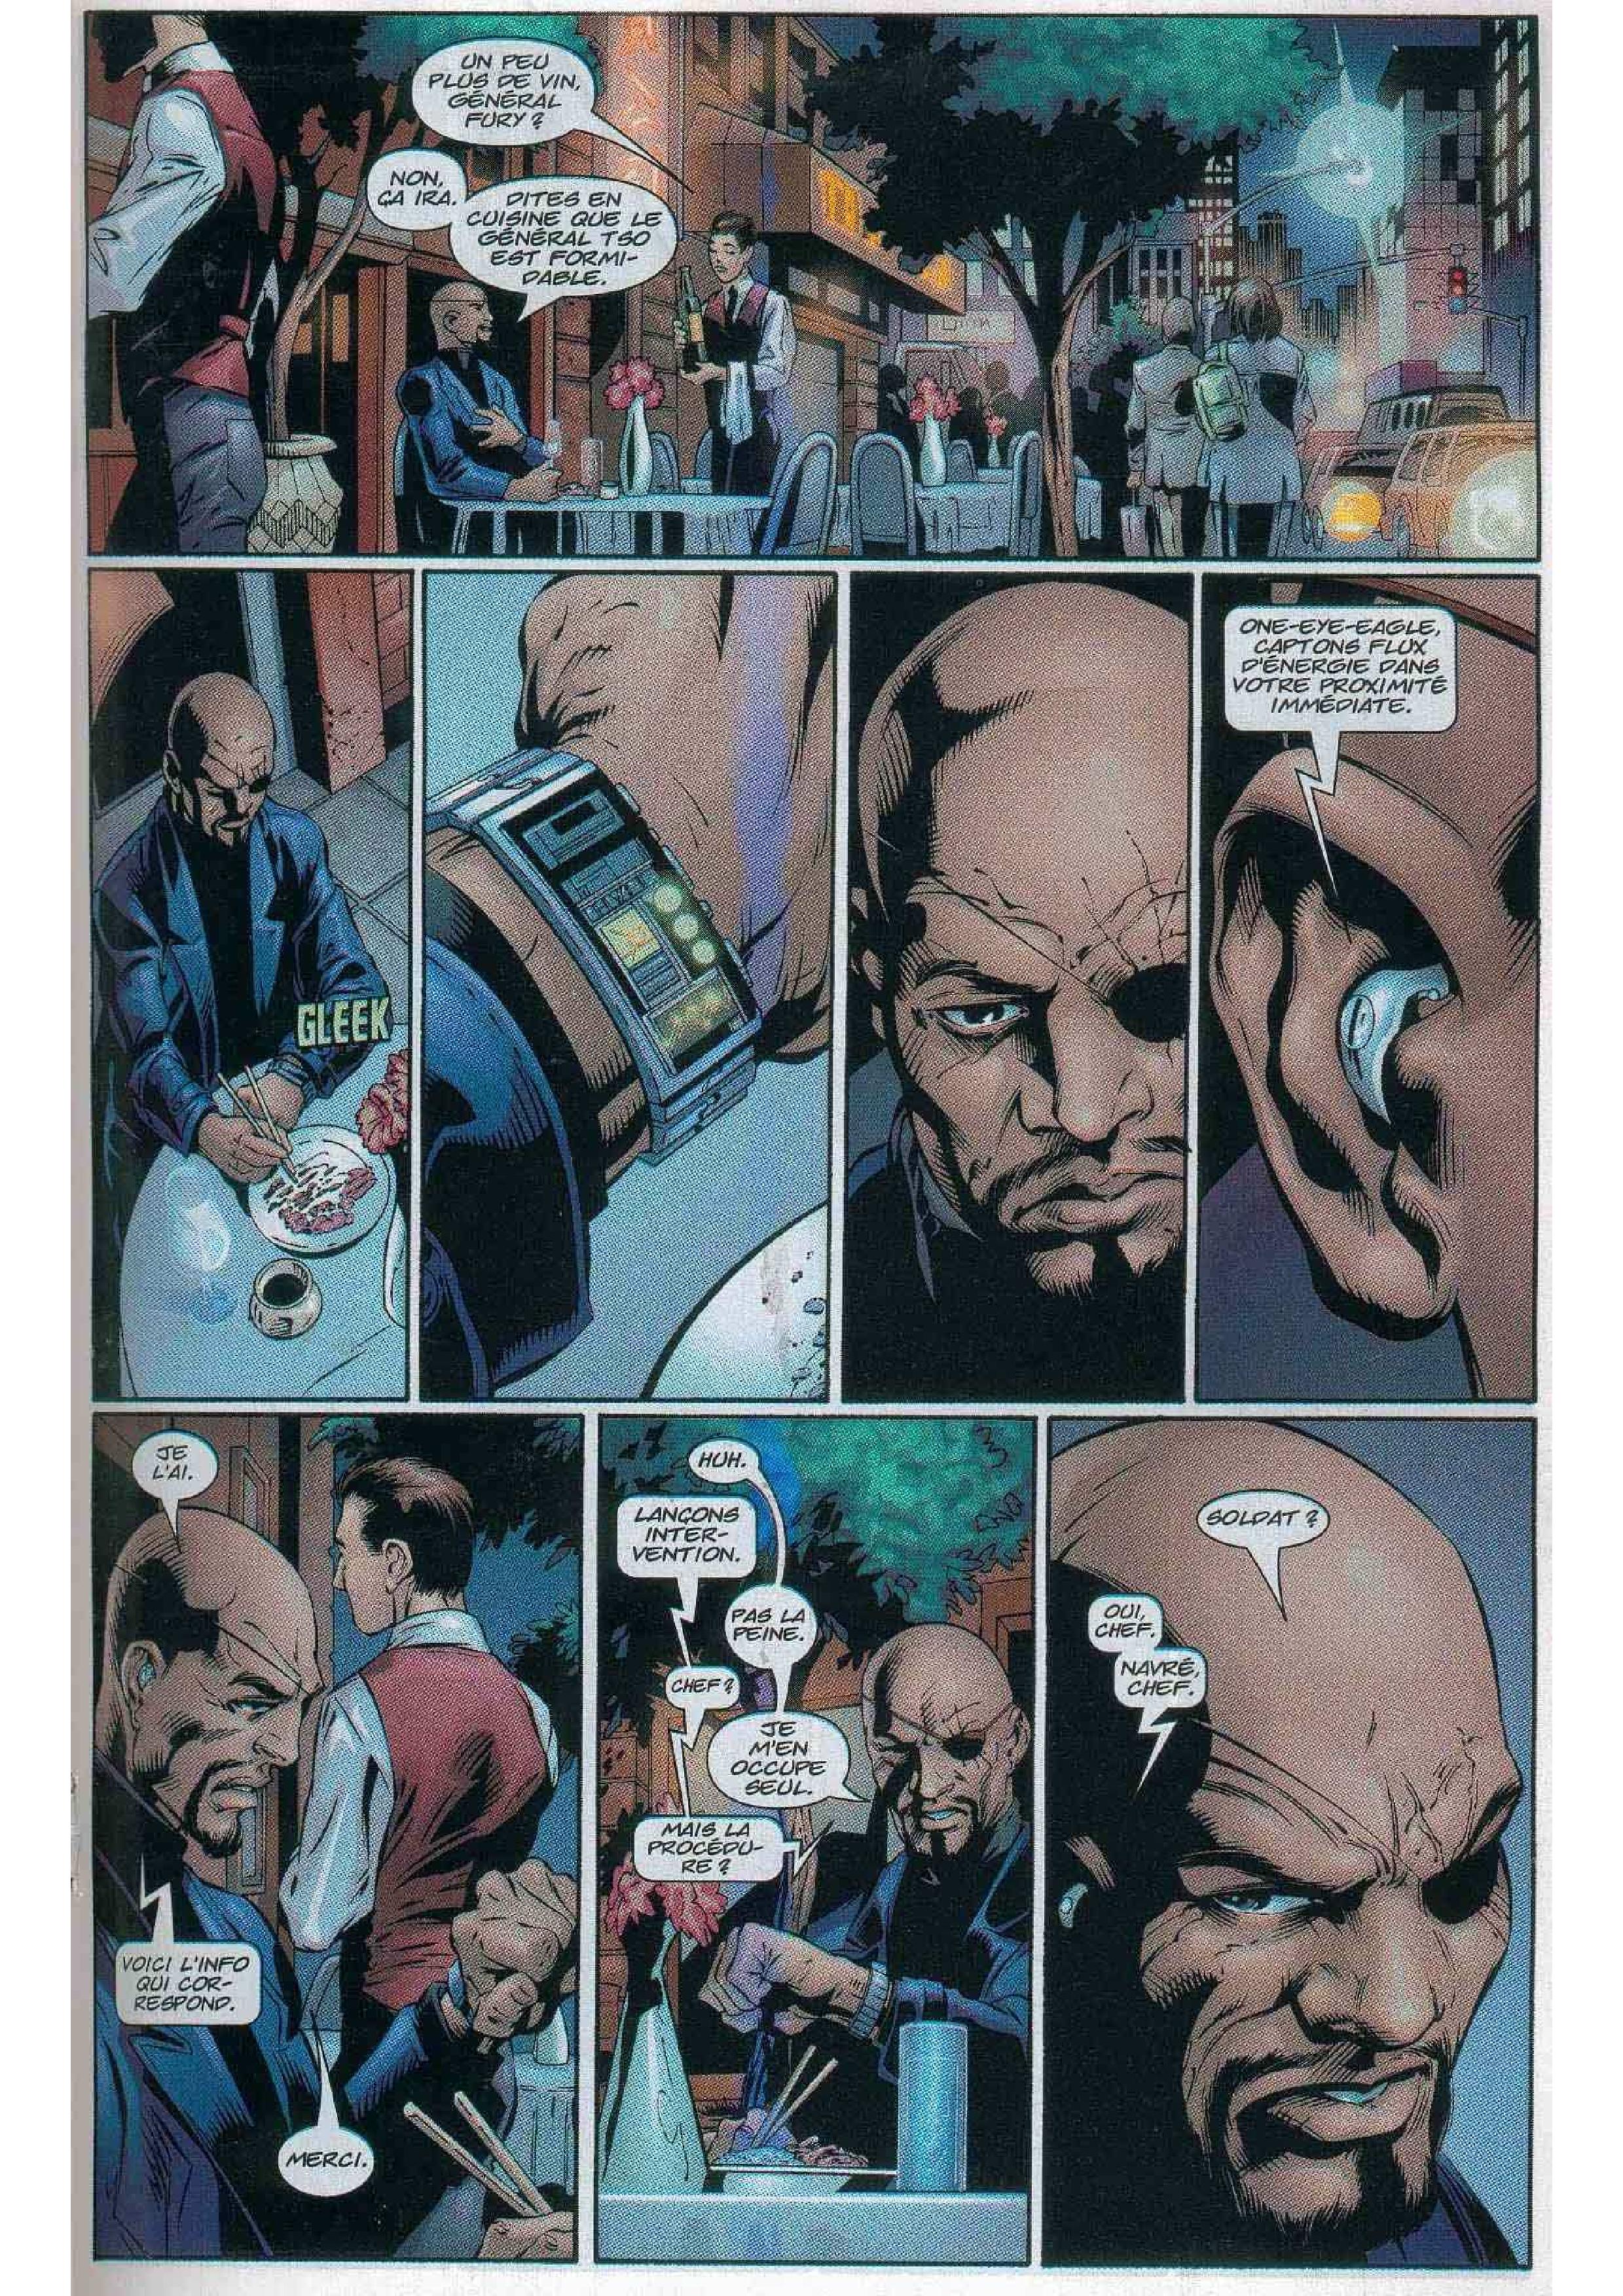 UN PEU
PLUS DE VIN,
GÉNÉRAL
FURY ?
NON,
ÇA IRA.
DITES EN
CUISINE QUE LE
GÉNÉRAL TSO
EST FORMI-
DABLE.
GLEEK
ONE-EYE-EAGLE,
CAPTONS FLUX
D'ÉNERGIE DANS
VOTRE PROXIMITÉ
IMMÉDIATE.
JE
L'AI.
VOICI L'INFO
QUI COR-
RESPOND.
MERCI.
HUH.
LANÇONS
INTER-
VENTION.
PAS LA
PEINE.
CHEF ?
JE
M'EN
OCCUPE
SEUL.
MAIS LA
PROCÉDU-
RE ?
SOLDAT ?
OUI,
CHEF.
NAVRÉ,
CHEF.